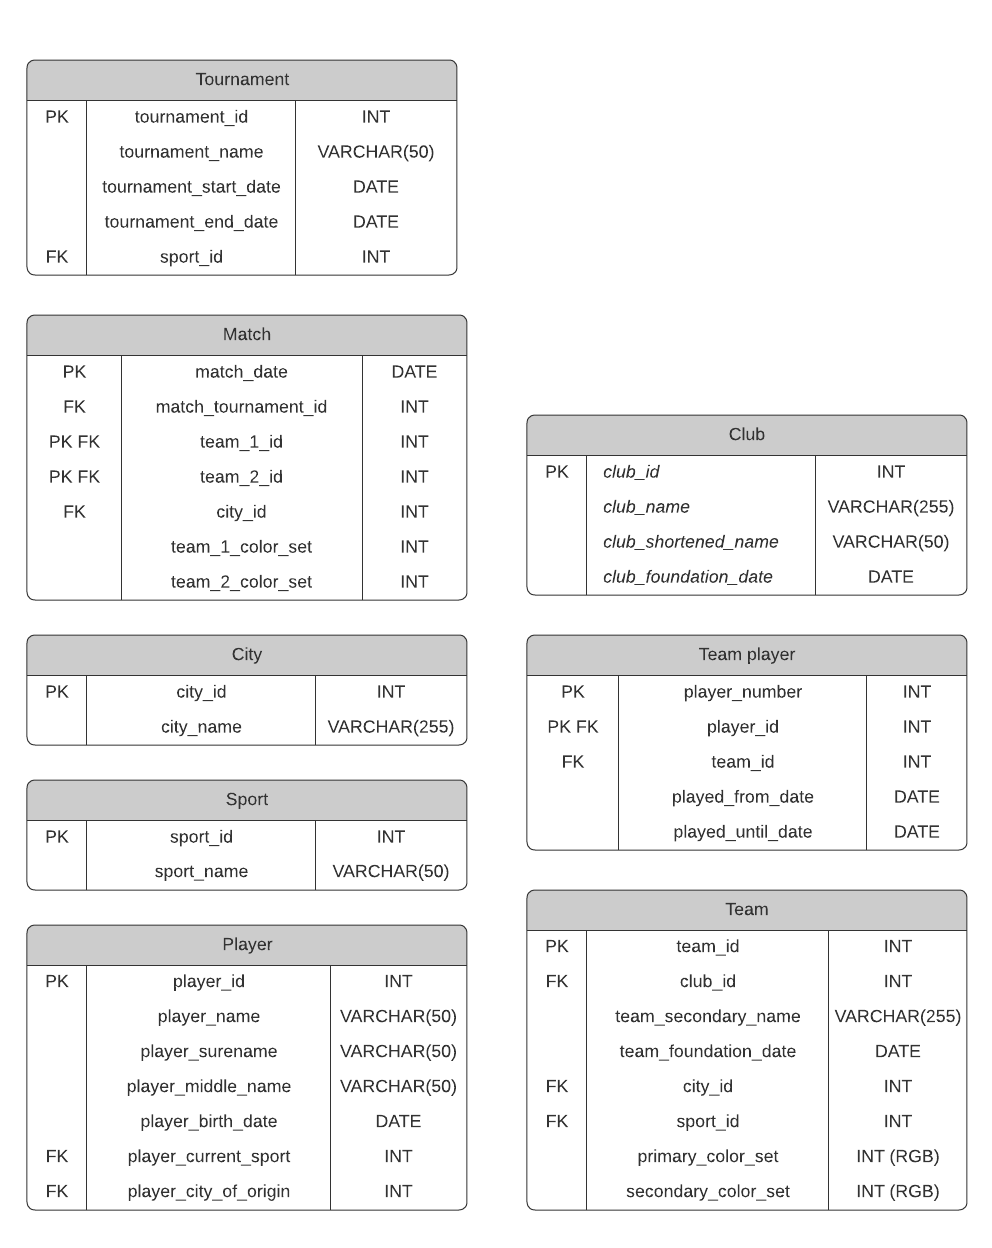 Tournament
PK tournament_id INT
tournament_name VARCHAR(50)
tournament_start_date DATE
tournament_end_date DATE
FK sport_id INT
Match
PK match_date DATE
FK match_tournament_id INT
PK FK team_1_id INT
PK FK team_2_id INT
FK city_id INT
team_1_color_set INT
team_2_color_set INT
City
PK city_id INT
city_name VARCHAR(255)
Sport
PK sport_id INT
sport_name VARCHAR(50)
Player
PK player_id INT
player_name VARCHAR(50)
player_surename VARCHAR(50)
player_middle_name VARCHAR(50)
player_birth_date DATE
FK player_current_sport INT
FK player_city_of_origin INT
Club
PK club_id INT
club_name VARCHAR(255)
club_shortened_name VARCHAR(50)
club_foundation_date DATE
Team player
PK player_number INT
PK FK player_id INT
FK team_id INT
played_from_date DATE
played_until_date DATE
Team
PK team_id INT
FK club_id INT
team_secondary_name VARCHAR(255)
team_foundation_date DATE
FK city_id INT
FK sport_id INT
primary_color_set INT (RGB)
secondary_color_set INT (RGB)